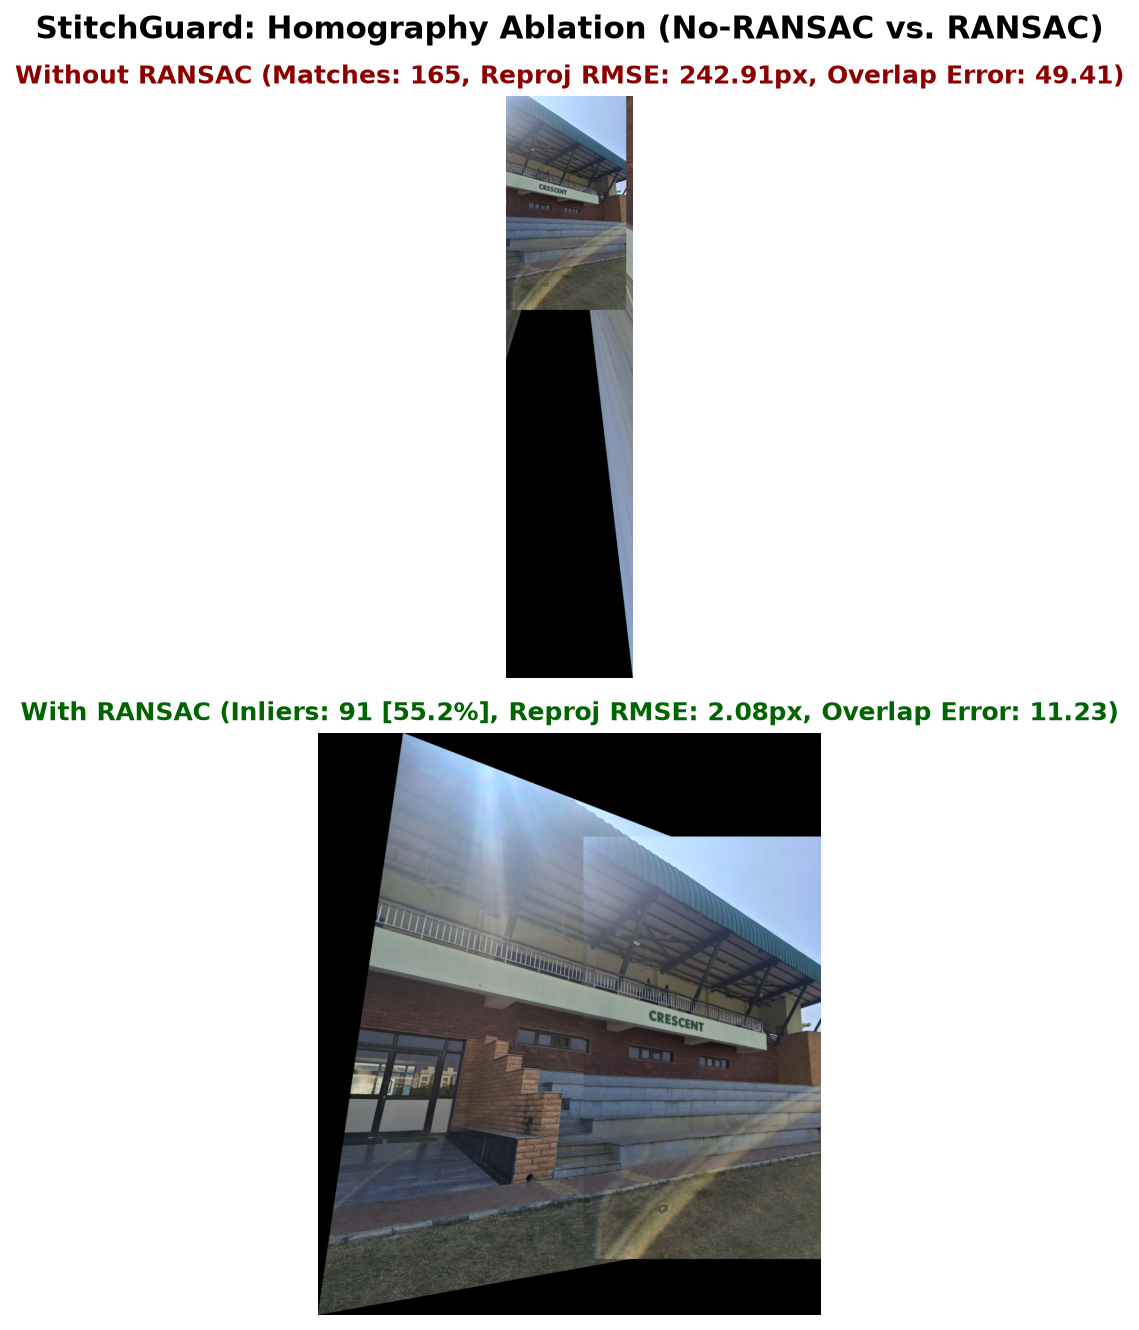 StitchGuard: Homography Ablation (No-RANSAC vs. RANSAC)
Without RANSAC (Matches: 165, Reproj RMSE: 242.91px, Overlap Error: 49.41)
CRESCENT
With RANSAC (Inliers: 91 [55.2%], Reproj RMSE: 2.08px, Overlap Error: 11.23)
CRESCENT